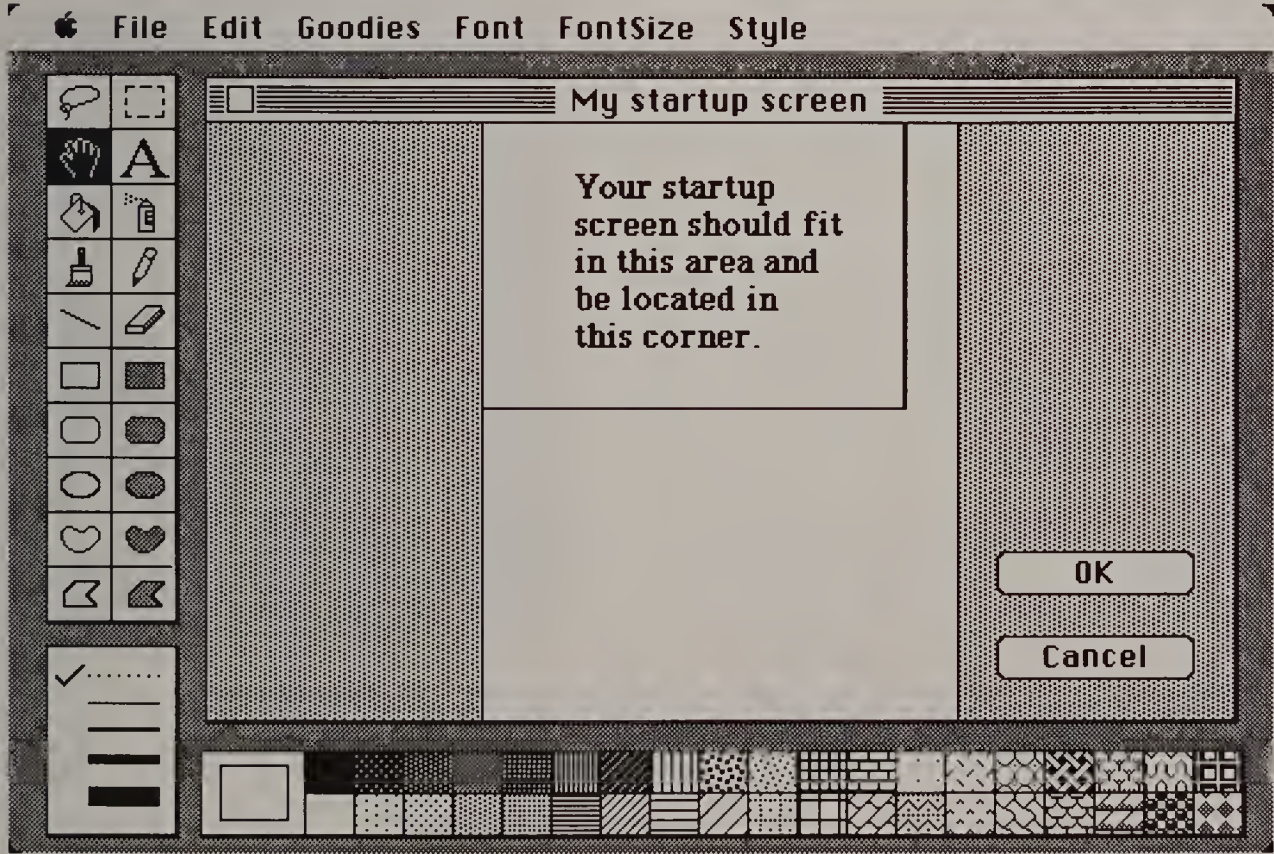 File Edit Goodies Font FontSize Style
My startup screen
A
Your startup
screen should fit
in this area and
be located in
this corner.
OK
Cancel